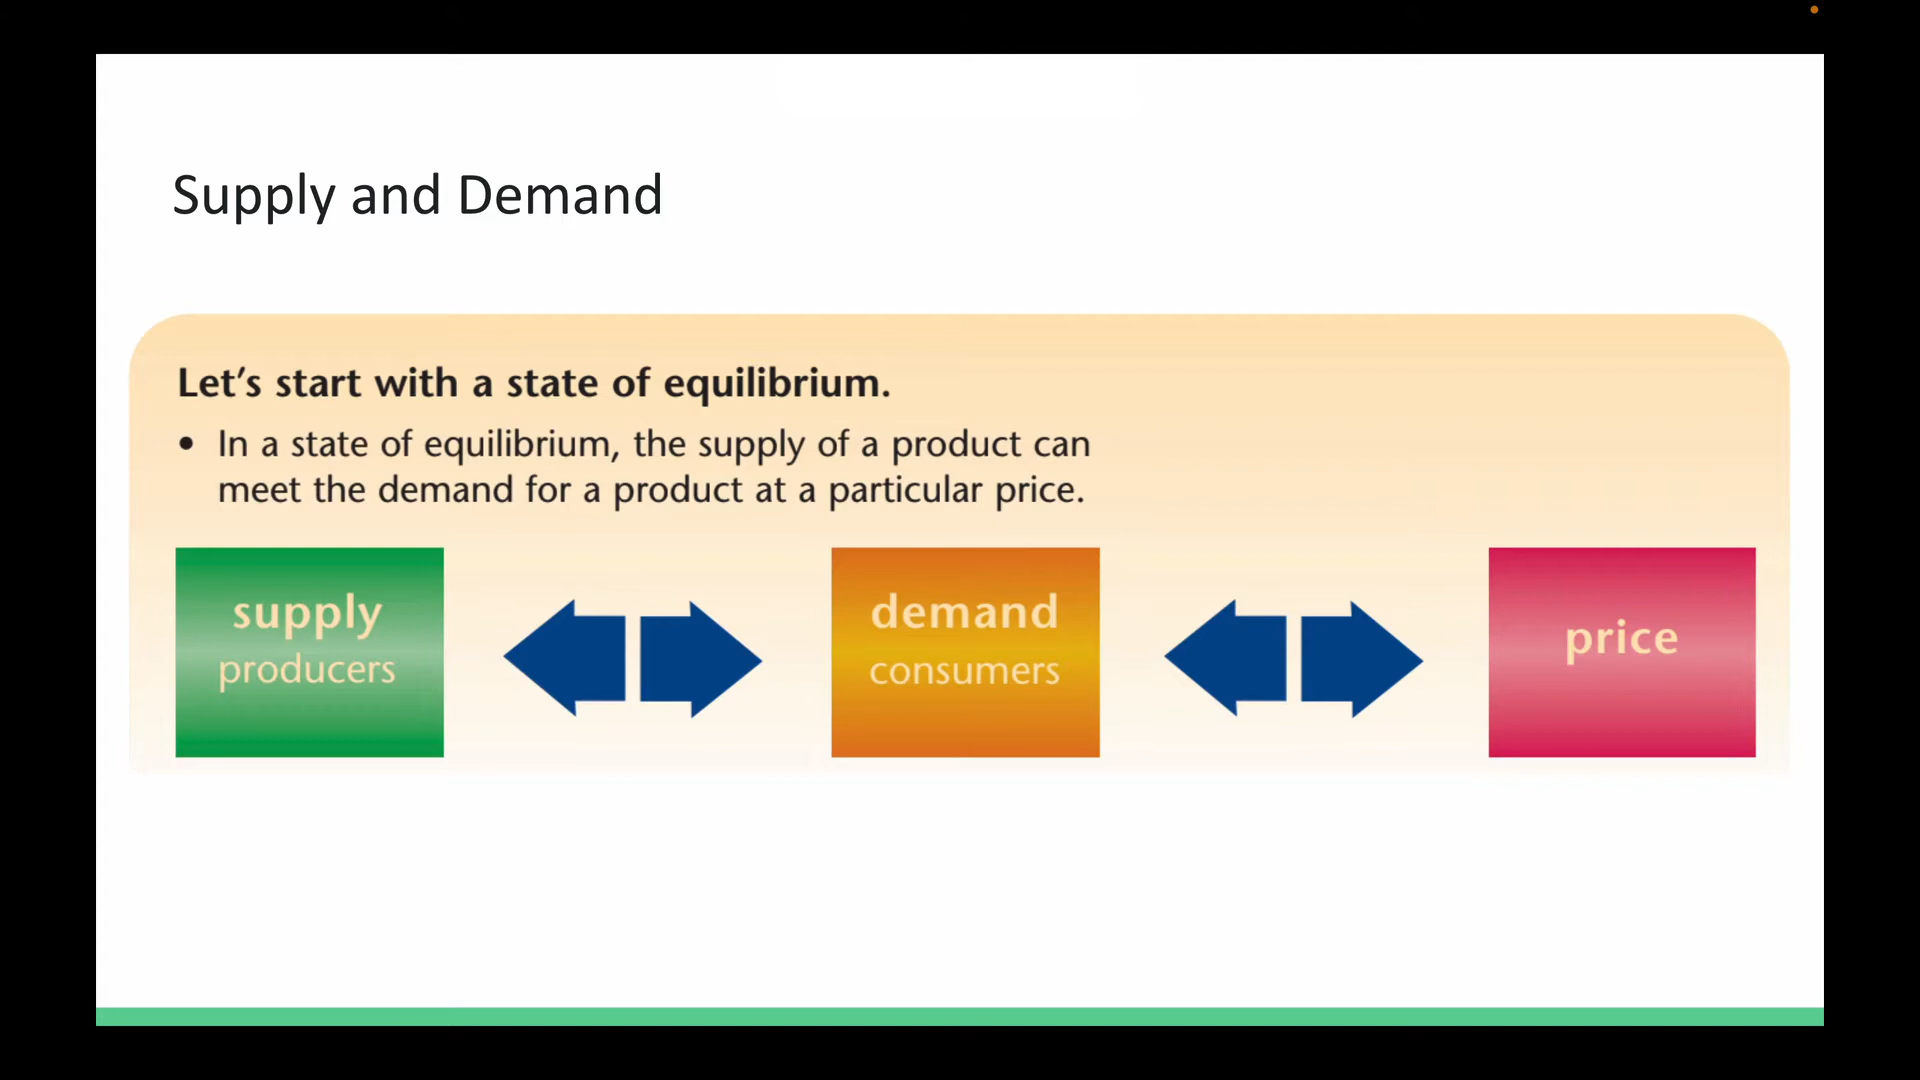 Supply and Demand
Let’s start with a state of equilibrium.
• In a state of equilibrium, the supply of a product can
meet the demand for a product at a particular price.
supply
producers
demand
consumers
price